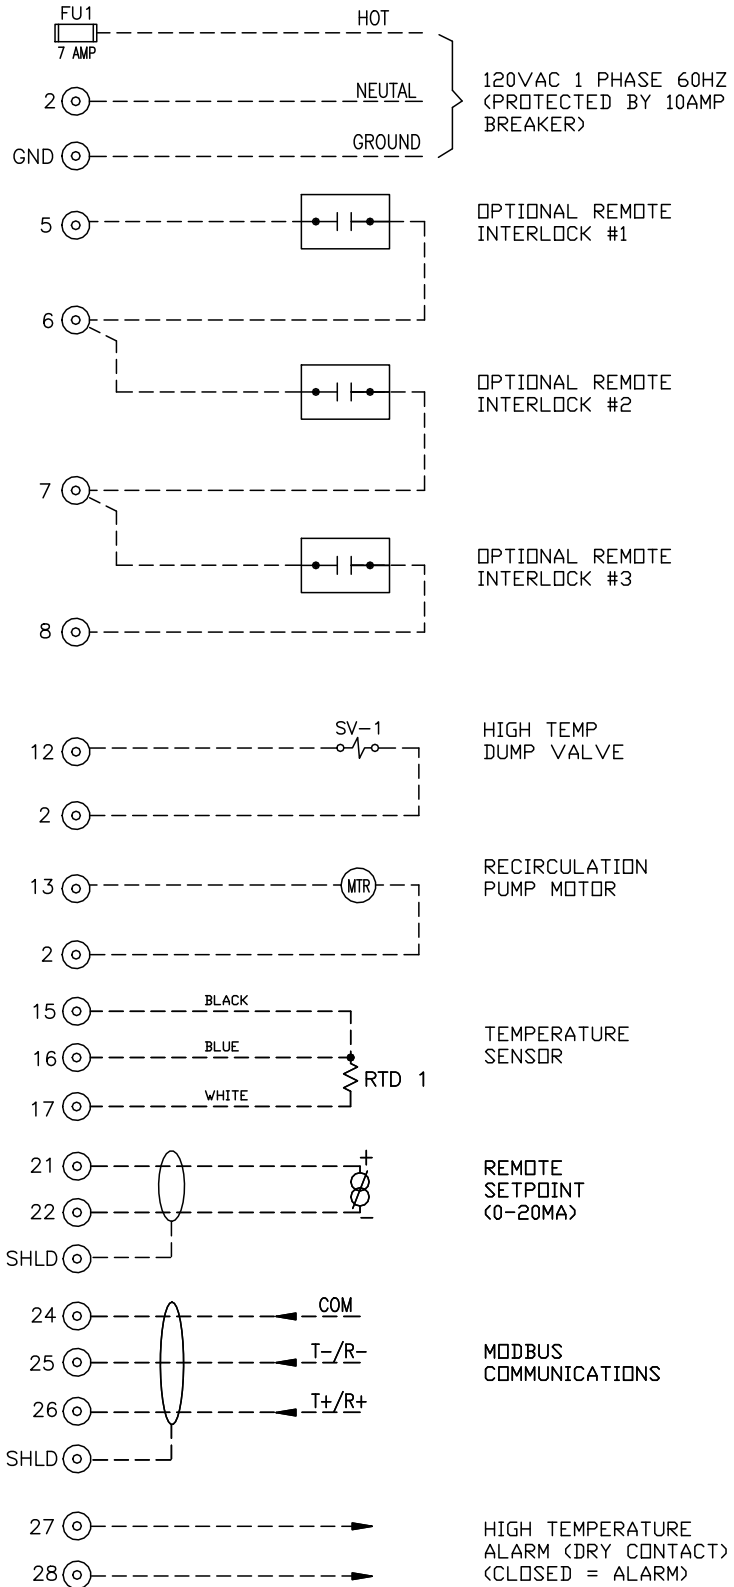 FU1
HOT
7 AMP
120VAC 1 PHASE 60HZ
2
NEUTAL
(PROTECTED BY 10AMP
BREAKER)
GND
GROUND
5
OPTIONAL REMOTE
INTERLOCK #1
6
OPTIONAL REMOTE
INTERLOCK #2
7
OPTIONAL REMOTE
INTERLOCK #3
8
SV-1
HIGH TEMP
12
DUMP VALVE
2
RECIRCULATION
13
MTR
PUMP MOTOR
2
15
BLACK
TEMPERATURE
16
BLUE
SENSOR
RTD 1
17
WHITE
21
+
REMOTE
SETPOINT
22
-
(0-20MA)
SHLD
24
COM
25
T-/R-
MODBUS
COMMUNICATIONS
26
T+/R+
SHLD
27
HIGH TEMPERATURE
ALARM (DRY CONTACT)
28
(CLOSED = ALARM)